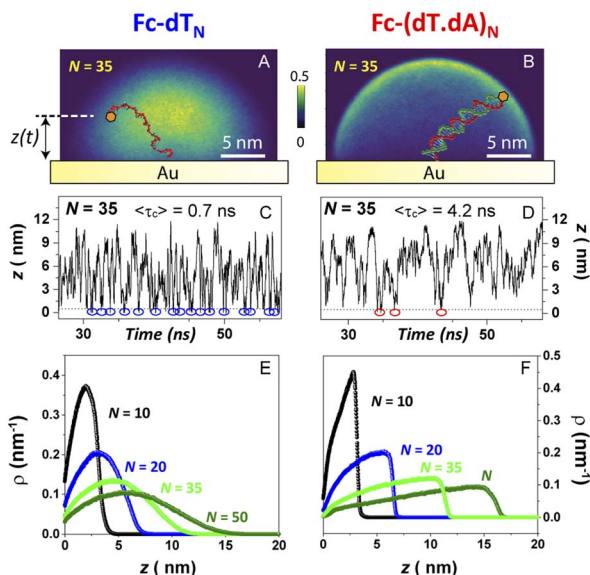 Fc-dTN
Fc-(dT.dA)N
N = 35
A
N = 35
B
0.5
0
z(t)
5 nm
5 nm
Au
Au
N = 35
<τc> = 0.7 ns
C
N = 35
<τc> = 4.2 ns
D
z (nm)
12
9
6
3
0
12
9
6
3
0
z (nm)
30
Time (ns)
50
30
Time (ns)
50
E
F
ρ (nm-1)
0.4
0.3
0.2
0.1
0.0
N = 10
N = 20
N = 35
N = 50
N = 10
N = 20
N = 35
N
0.5
0.4
0.3
0.2
0.1
0.0
ρ (nm-1)
0
5
10
15
20
0
5
10
15
20
z ( nm)
z ( nm)